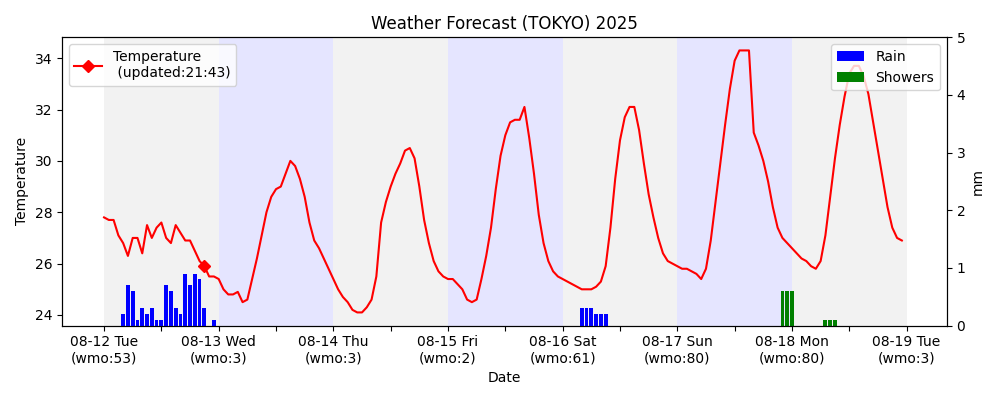 Weather Forecast (TOKYO) 2025
Temperature
(updated:21:43)
Rain
Showers
34
32
30
28
26
24
Temperature
5
4
3
2
1
0
mm
08-12 Tue 08-13 Wed 08-14 Thu 08-15 Fri 08-16 Sat 08-17 Sun 08-18 Mon 08-19 Tue
(wmo:53) (wmo:3) (wmo:3) (wmo:2) (wmo:61) (wmo:80) (wmo:80) (wmo:3)
Date